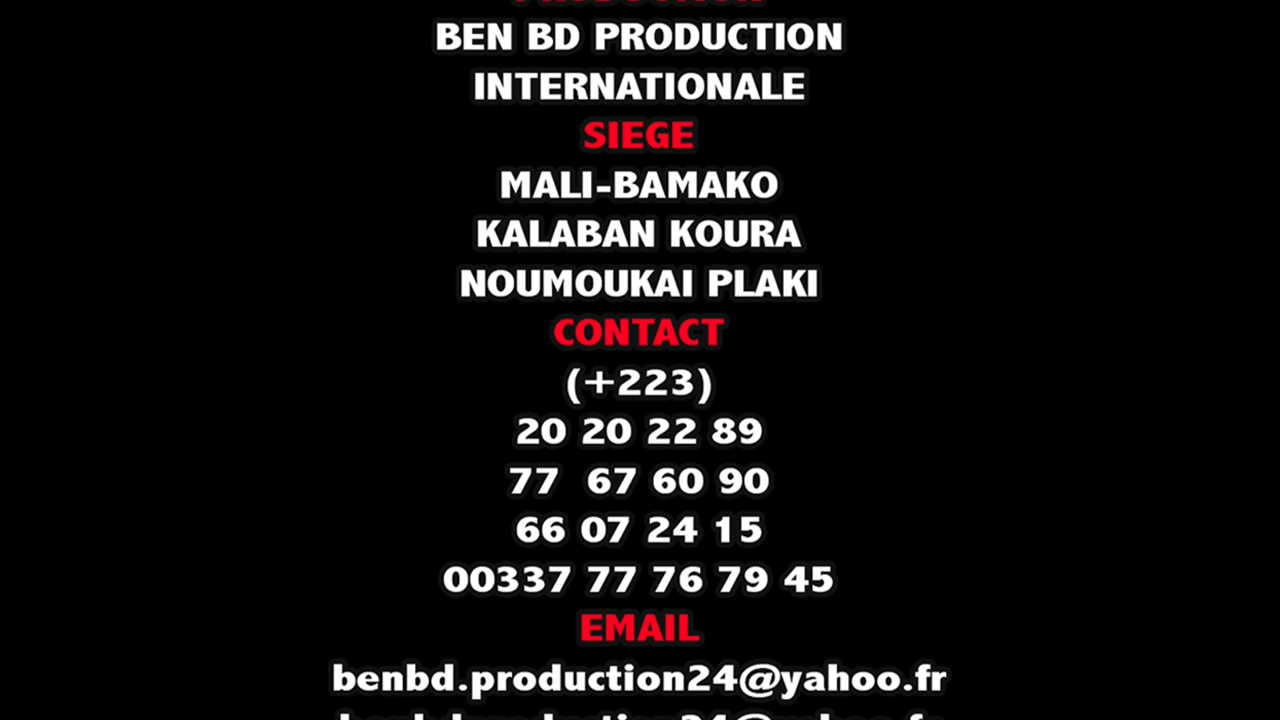 PRODUCTION
BEN BD PRODUCTION
INTERNATIONALE
SIEGE
MALI-BAMAKO
KALABAN KOURA
NOUMOUKAI PLAKI
CONTACT
(+223)
20 20 22 89
77 67 60 90
66 07 24 15
00337 77 76 79 45
EMAIL
benbd.production24@yahoo.fr